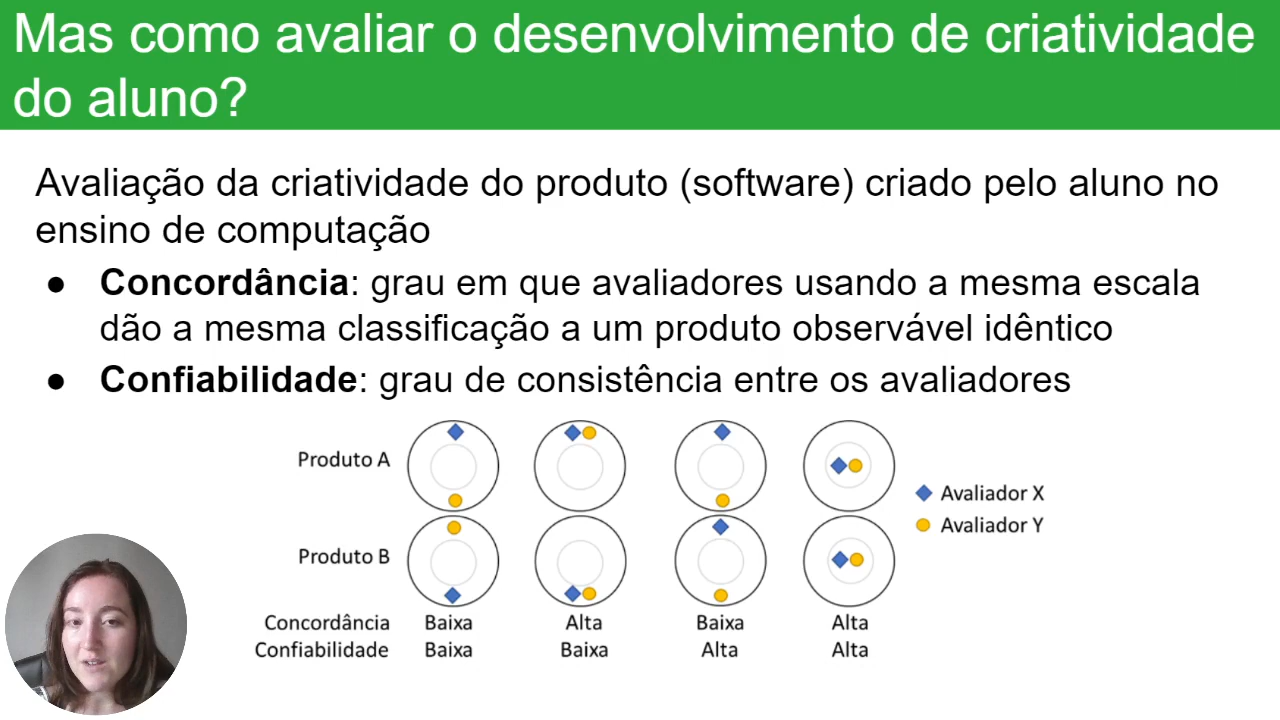 Mas como avaliar o desenvolvimento de criatividade
do aluno?
Avaliação da criatividade do produto (software) criado pelo aluno no
ensino de computação
● Concordância: grau em que avaliadores usando a mesma escala
dão a mesma classificação a um produto observável idêntico
● Confiabilidade: grau de consistência entre os avaliadores
Produto A
Avaliador X
Avaliador Y
Produto B
Concordância Baixa Alta Baixa Alta
Confiabilidade Baixa Baixa Alta Alta